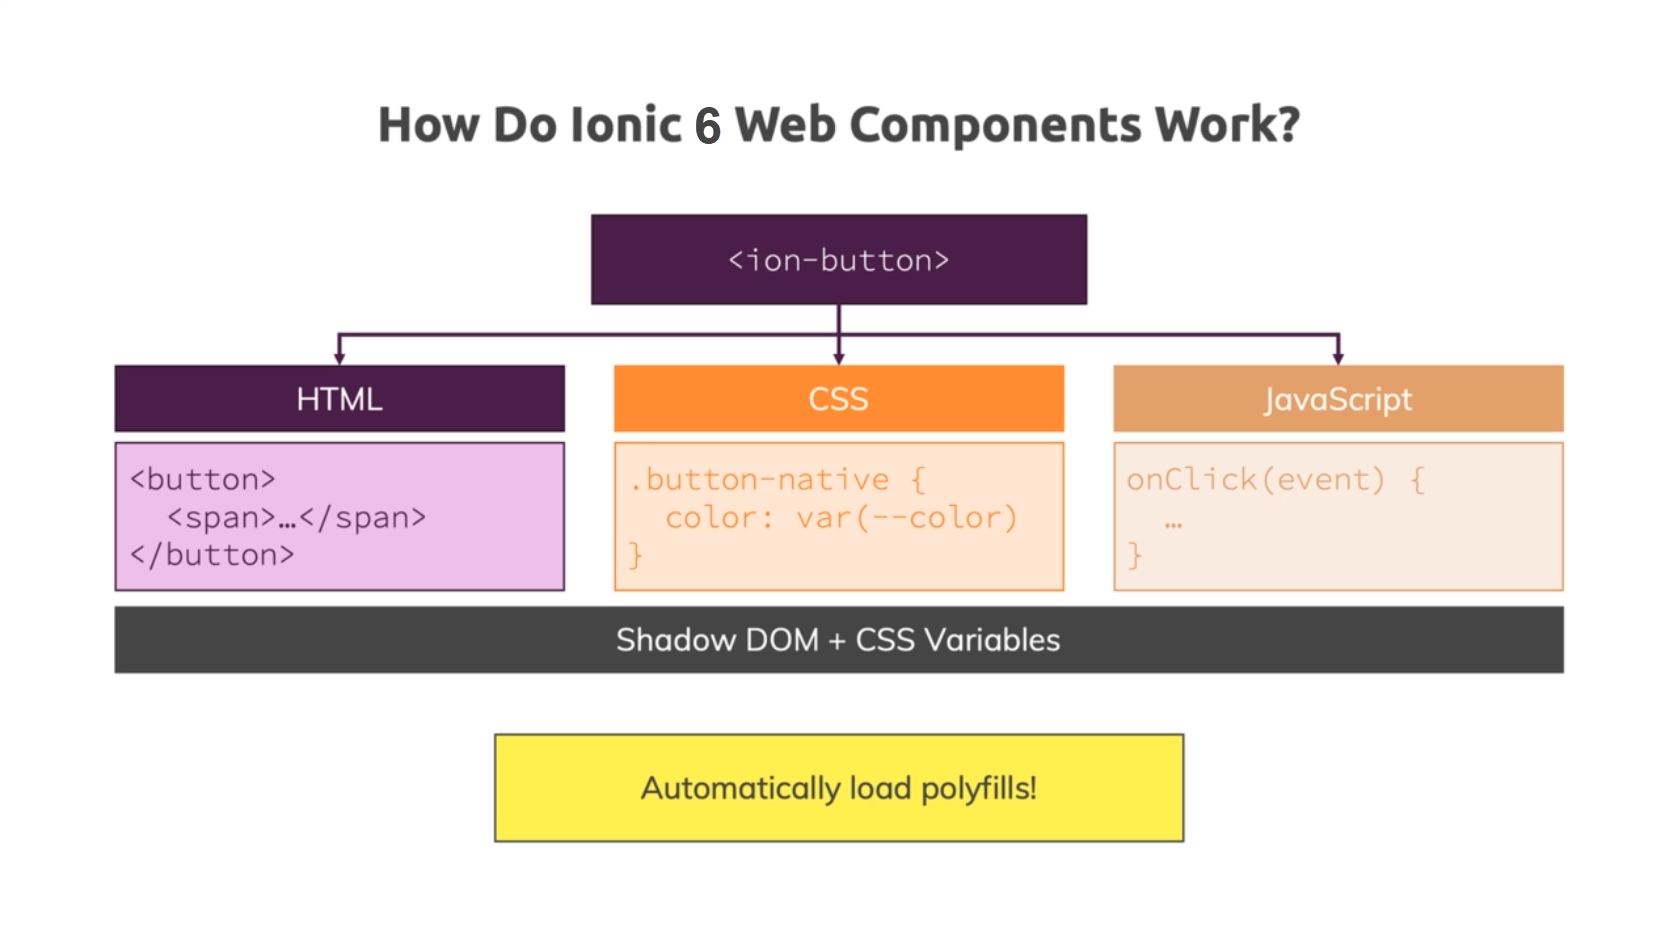 How Do Ionic 6 Web Components Work?
<ion-button>
HTML
<button>
  <span>…</span>
</button>
CSS
.button-native {
  color: var(--color)
}
JavaScript
onClick(event) {
  …
}
Shadow DOM + CSS Variables
Automatically load polyfills!